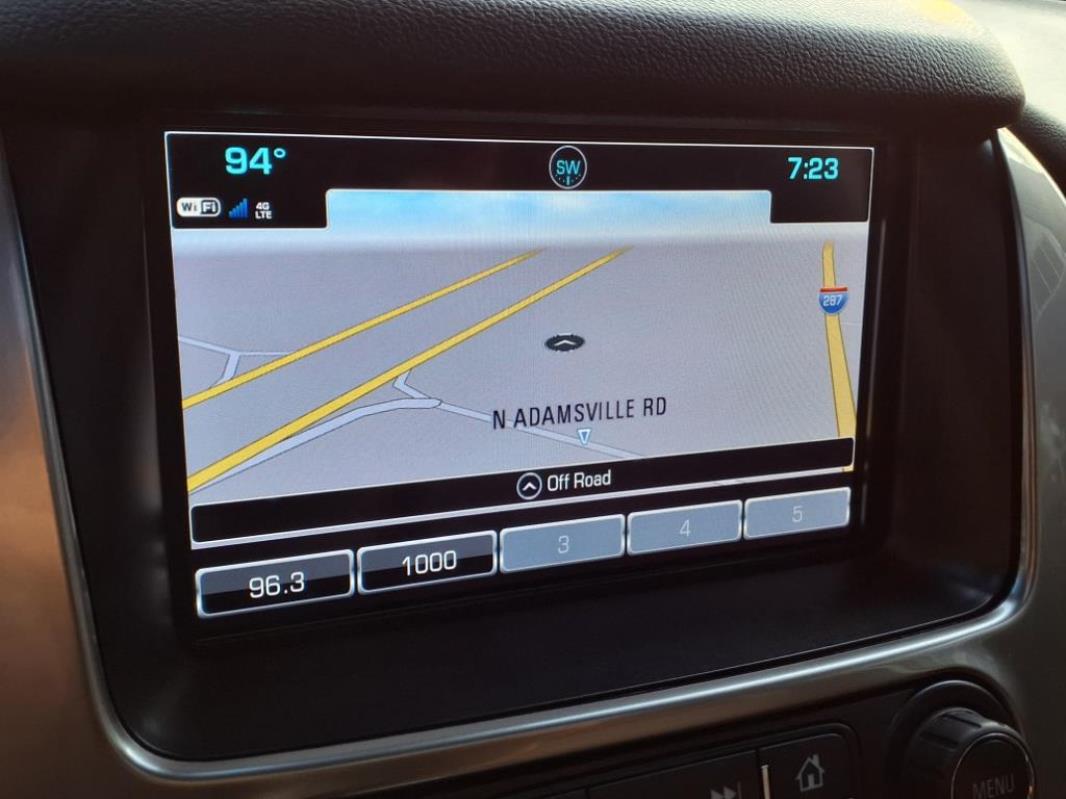 94°
SW
7:23
WiFi
4G
LTE
287
N ADAMSVILLE RD
Off Road
96.3
1000
3
4
5
MENU